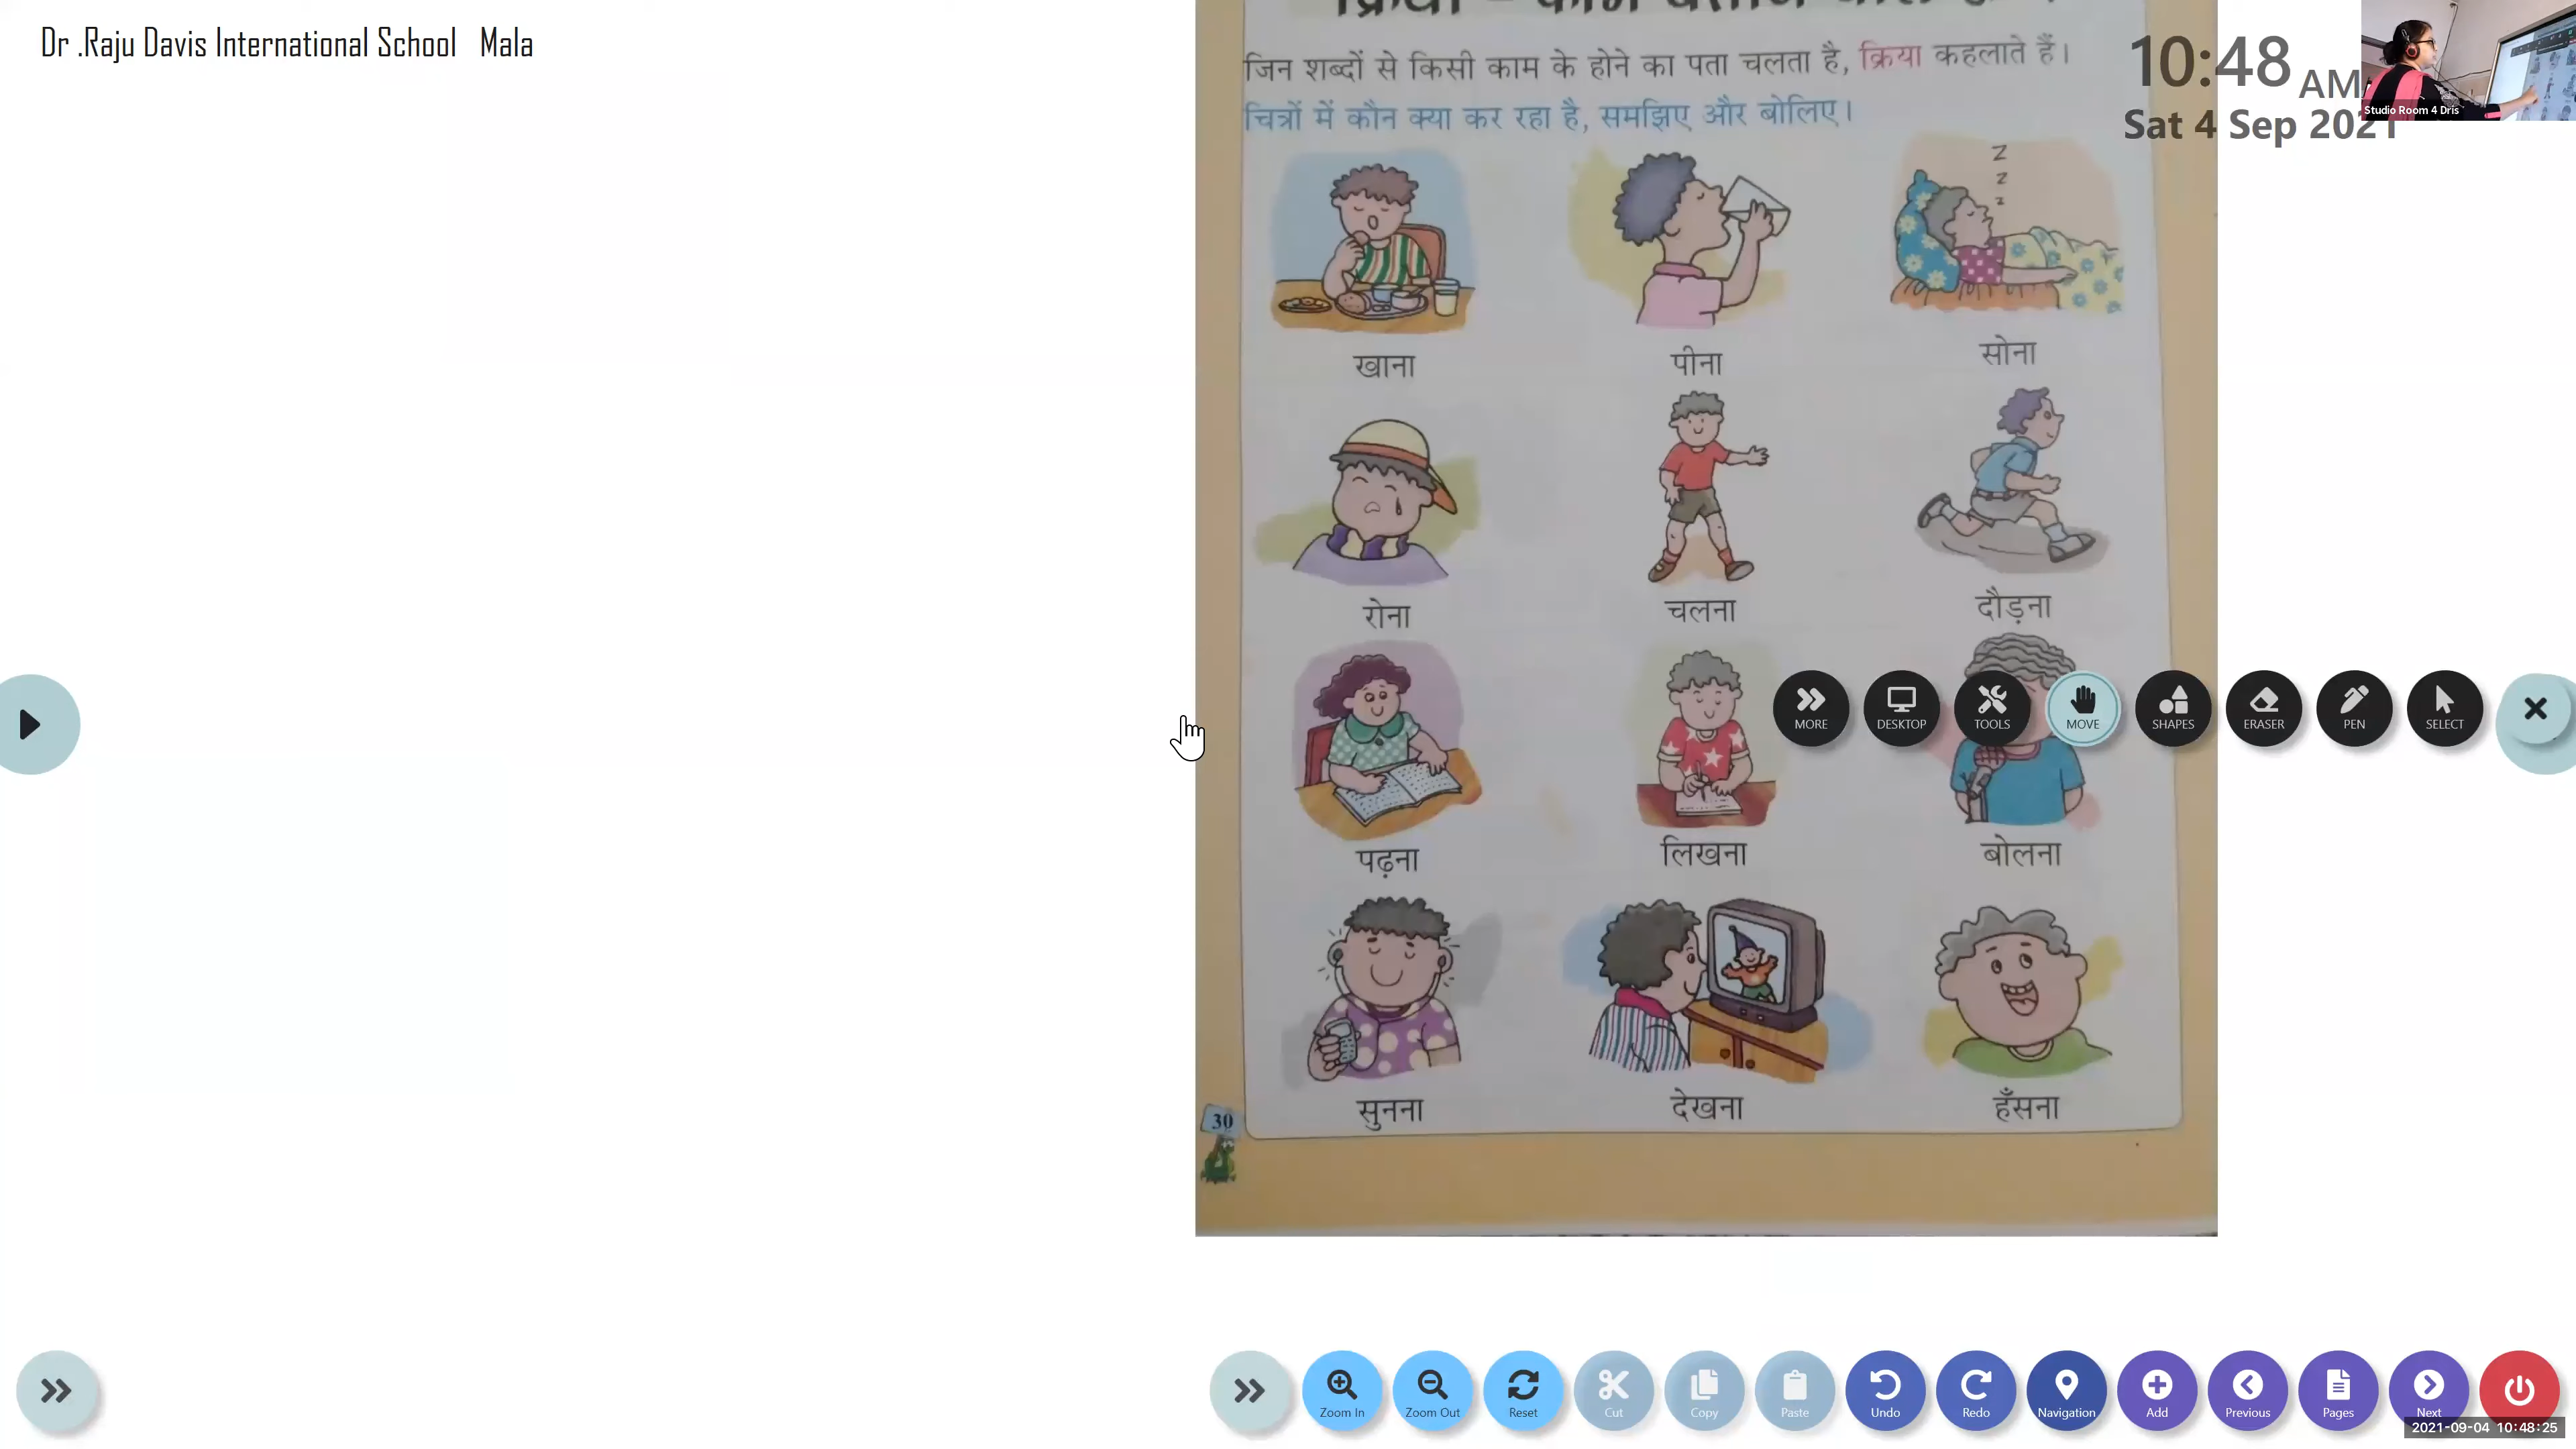 Dr .Raju Davis International School Mala
जिन शब्दों से किसी काम के होने का पता चलता है, क्रिया कहलाते हैं।
चित्रों में कौन क्या कर रहा है, समझिए और बोलिए।
10:48 AM
Sat 4 Sep 2021
Studio Room 4 Dris
z
z
z
खाना
पीना
सोना
रोना
चलना
दौड़ना
MORE
DESKTOP
TOOLS
MOVE
SHAPES
ERASER
PEN
SELECT
पढ़ना
लिखना
बोलना
सुनना
देखना
हँसना
30
Zoom In
Zoom Out
Reset
Cut
Copy
Paste
Undo
Redo
Navigation
Add
Previous
Pages
Next
2021-09-04 10:48:25